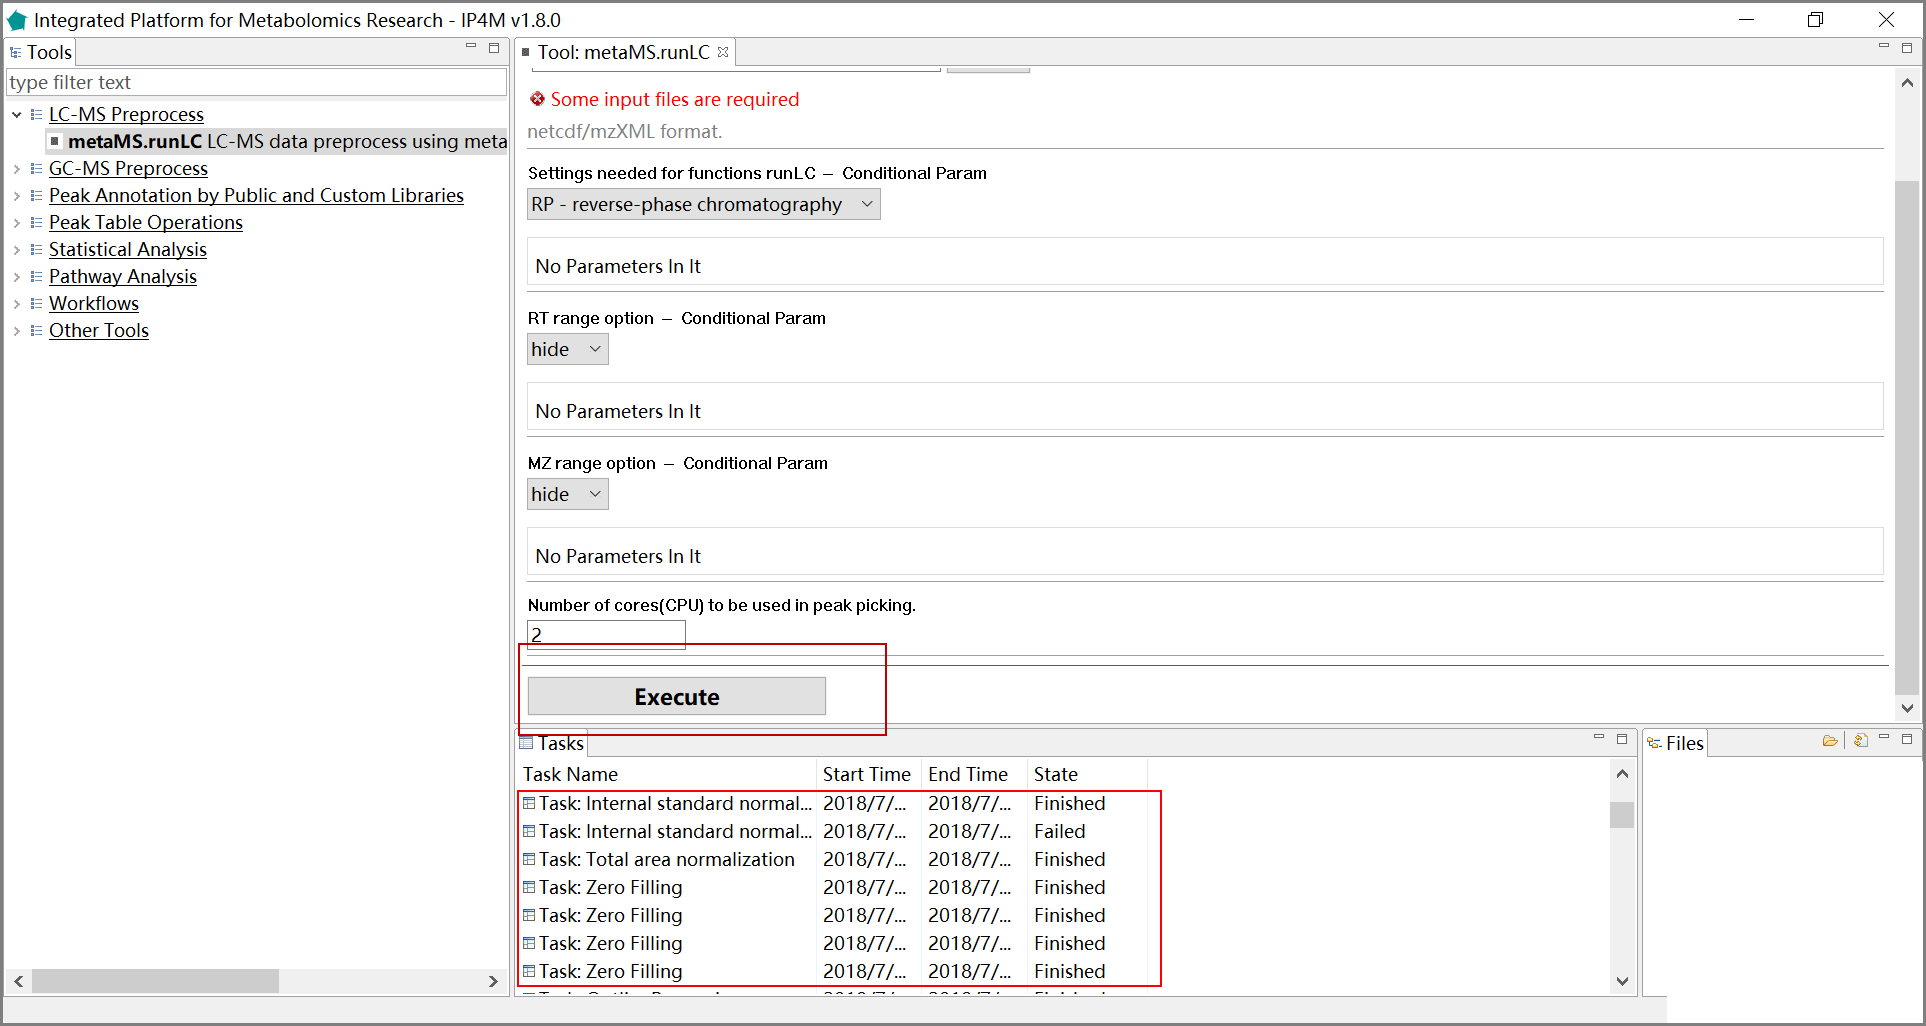 Integrated Platform for Metabolomics Research - IP4M v1.8.0
Tools
type filter text
LC-MS Preprocess
metaMS.runLC LC-MS data preprocess using meta
GC-MS Preprocess
Peak Annotation by Public and Custom Libraries
Peak Table Operations
Statistical Analysis
Pathway Analysis
Workflows
Other Tools
Tool: metaMS.runLC
Some input files are required
netcdf/mzXML format.
Settings needed for functions runLC – Conditional Param
RP - reverse-phase chromatography
No Parameters In It
RT range option – Conditional Param
hide
No Parameters In It
MZ range option – Conditional Param
hide
No Parameters In It
Number of cores(CPU) to be used in peak picking.
2
Execute
Tasks
Task Name Start Time End Time State
Task: Internal standard normal... 2018/7/... 2018/7/... Finished
Task: Internal standard normal... 2018/7/... 2018/7/... Failed
Task: Total area normalization 2018/7/... 2018/7/... Finished
Task: Zero Filling 2018/7/... 2018/7/... Finished
Task: Zero Filling 2018/7/... 2018/7/... Finished
Task: Zero Filling 2018/7/... 2018/7/... Finished
Task: Zero Filling 2018/7/... 2018/7/... Finished
Files